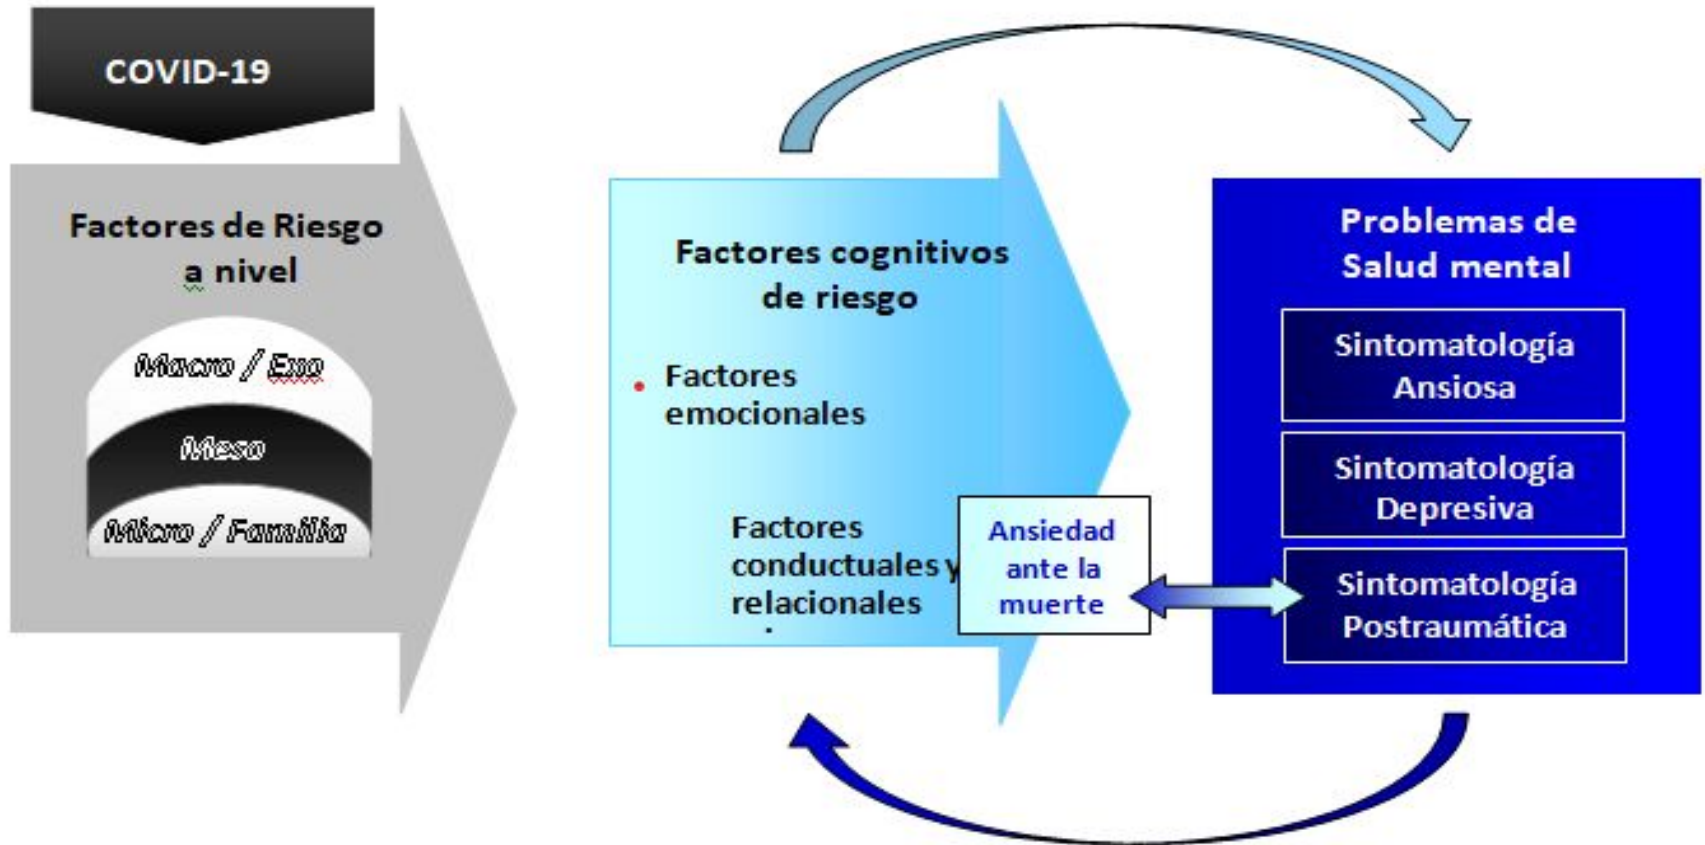 COVID-19
Factores de Riesgo
a nivel
Macro / Exo
Meso
Micro / Familia
Factores cognitivos
de riesgo
• Factores
emocionales
Factores
conductuales y
relacionales
Ansiedad
ante la
muerte
Problemas de
Salud mental
Sintomatología
Ansiosa
Sintomatología
Depresiva
Sintomatología
Postraumática